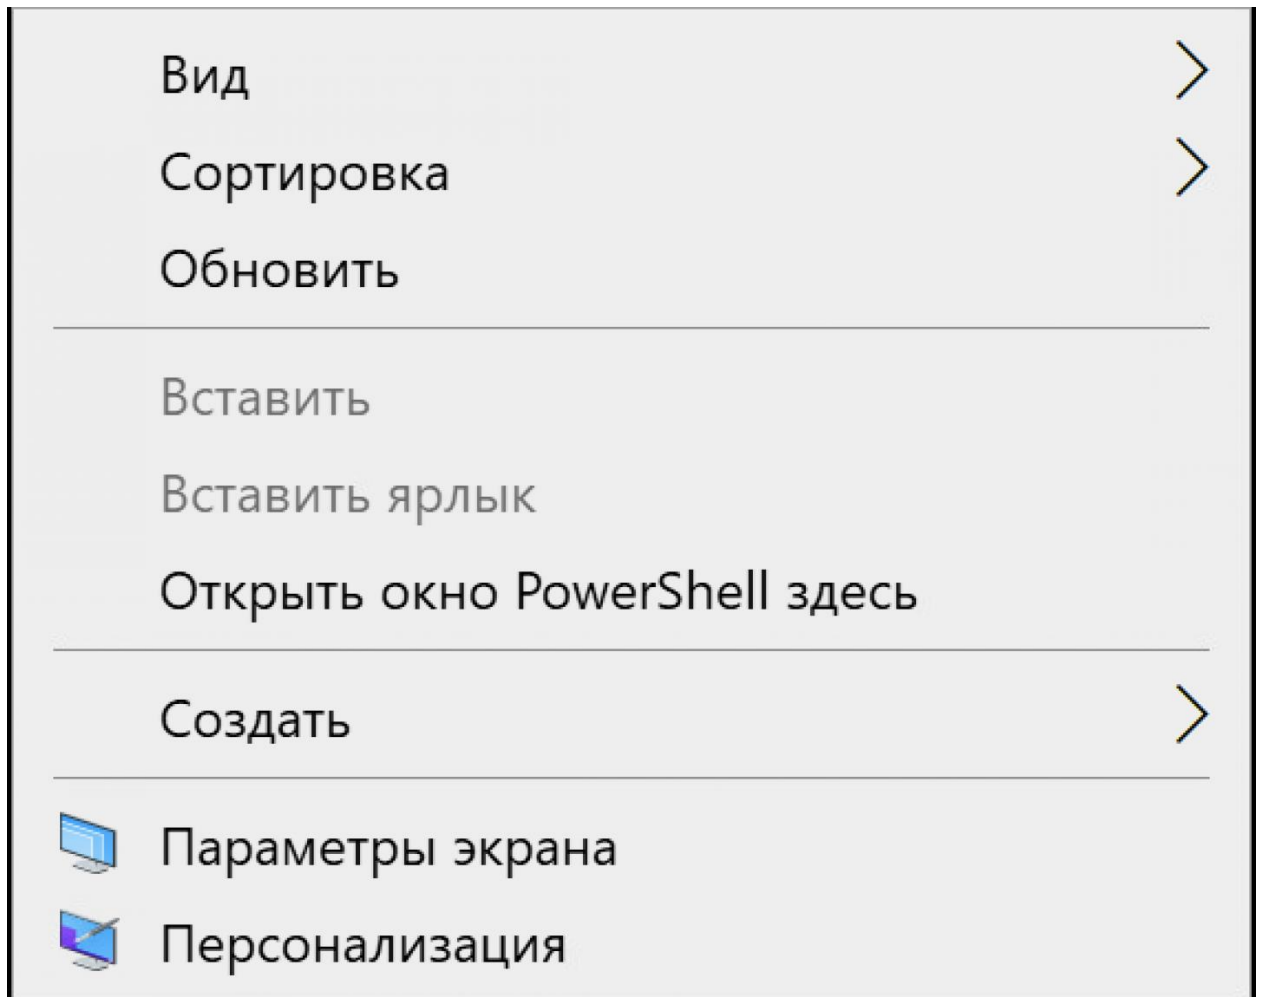 Вид
Сортировка
Обновить
Вставить
Вставить ярлык
Открыть окно PowerShell здесь
Создать
Параметры экрана
Персонализация